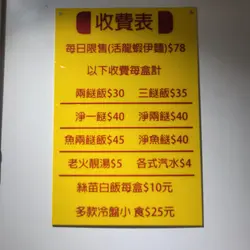 收費表
每日限售(活龍蝦伊麵)$78
以下收費每盒計
兩餸飯$30 三餸飯$35
淨一餸$40 淨兩餸$40
魚兩餸飯$45 淨魚餸$40
老火靚湯$5 各式汽水$4
絲苗白飯每盒$10元
多款冷盤小食$25元